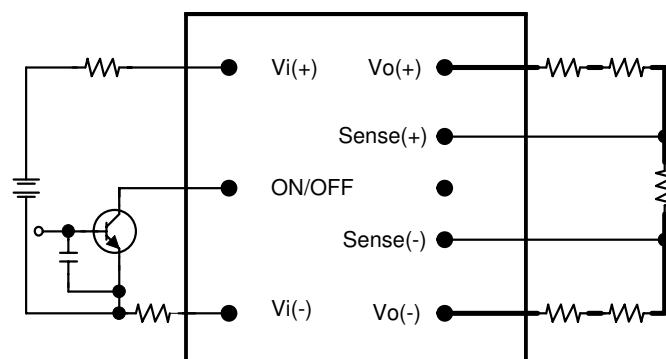 Vi(+) Vo(+)
Sense(+)
ON/OFF
Sense(-)
Vi(-) Vo(-)